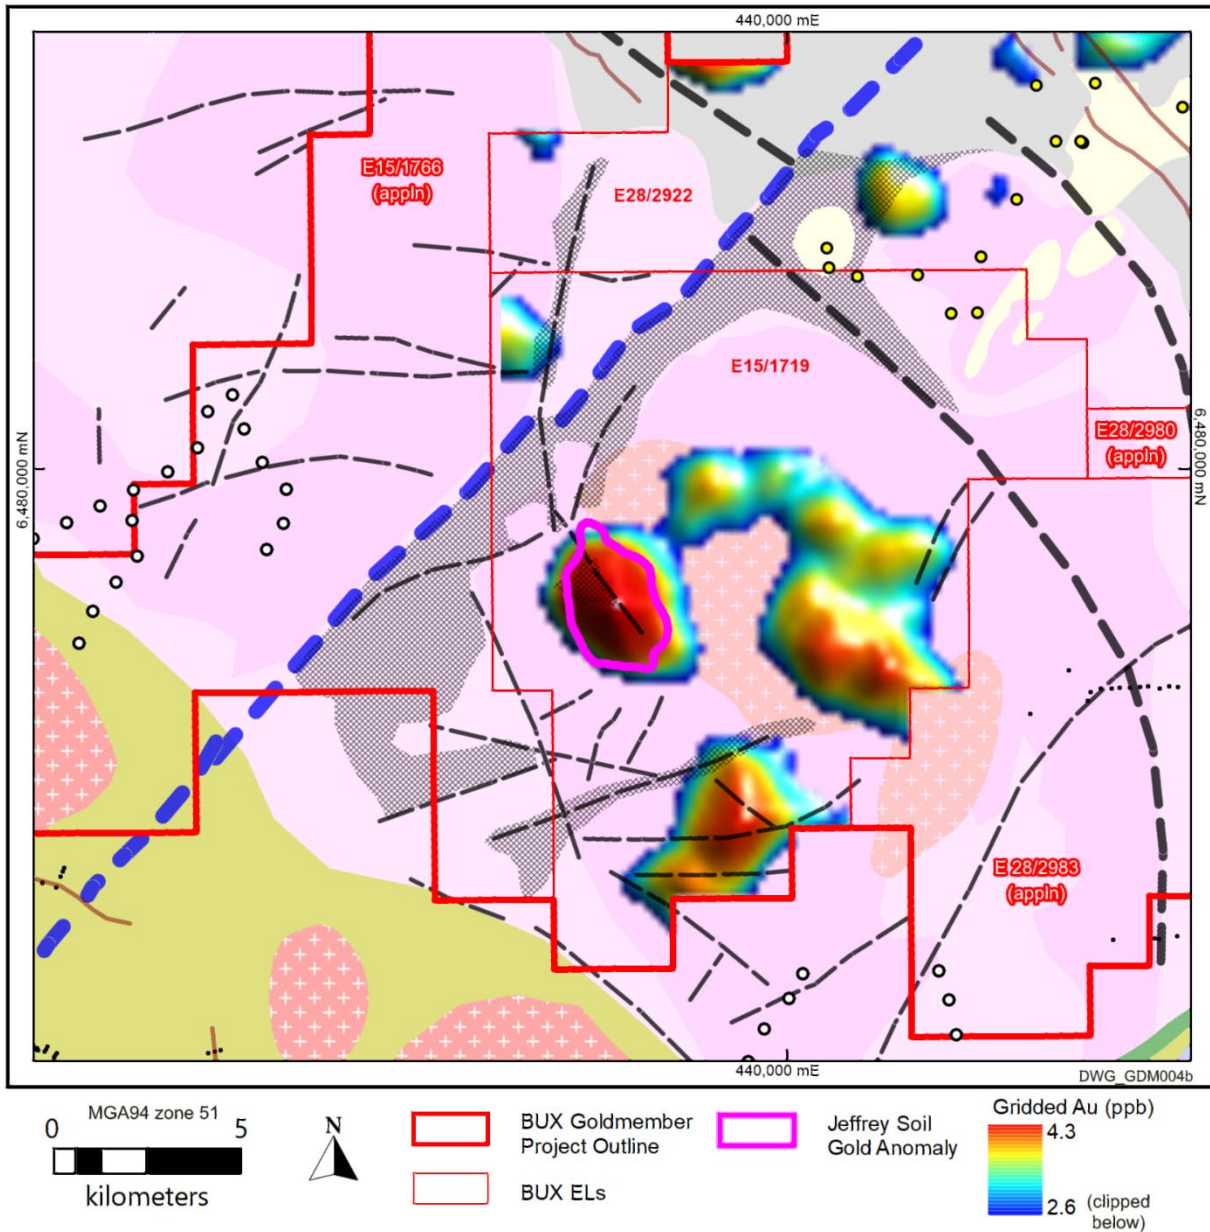 440,000 mE
E15/1766
(appln)
E28/2922
E15/1719
6,480,000 mN
E28/2980
(appln)
6,480,000 mN
E 28/2983
(appln)
440,000 mE
DWG_GDM004b
MGA94 zone 51
0 5
kilometers
N
BUX Goldmember
Project Outline
BUX ELs
Jeffrey Soil
Gold Anomaly
Gridded Au (ppb)
4.3
2.6 (clipped
below)